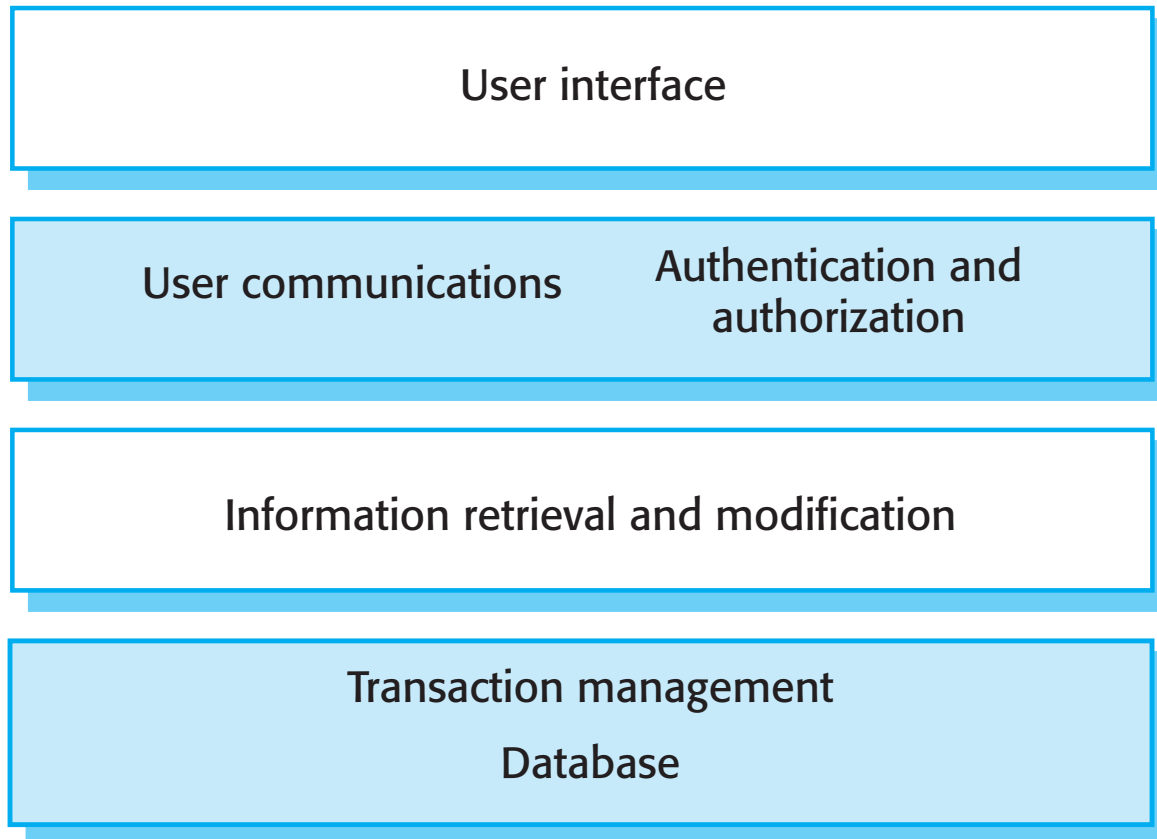 User interface
User communications
Authentication and
authorization
Information retrieval and modification
Transaction management
Database